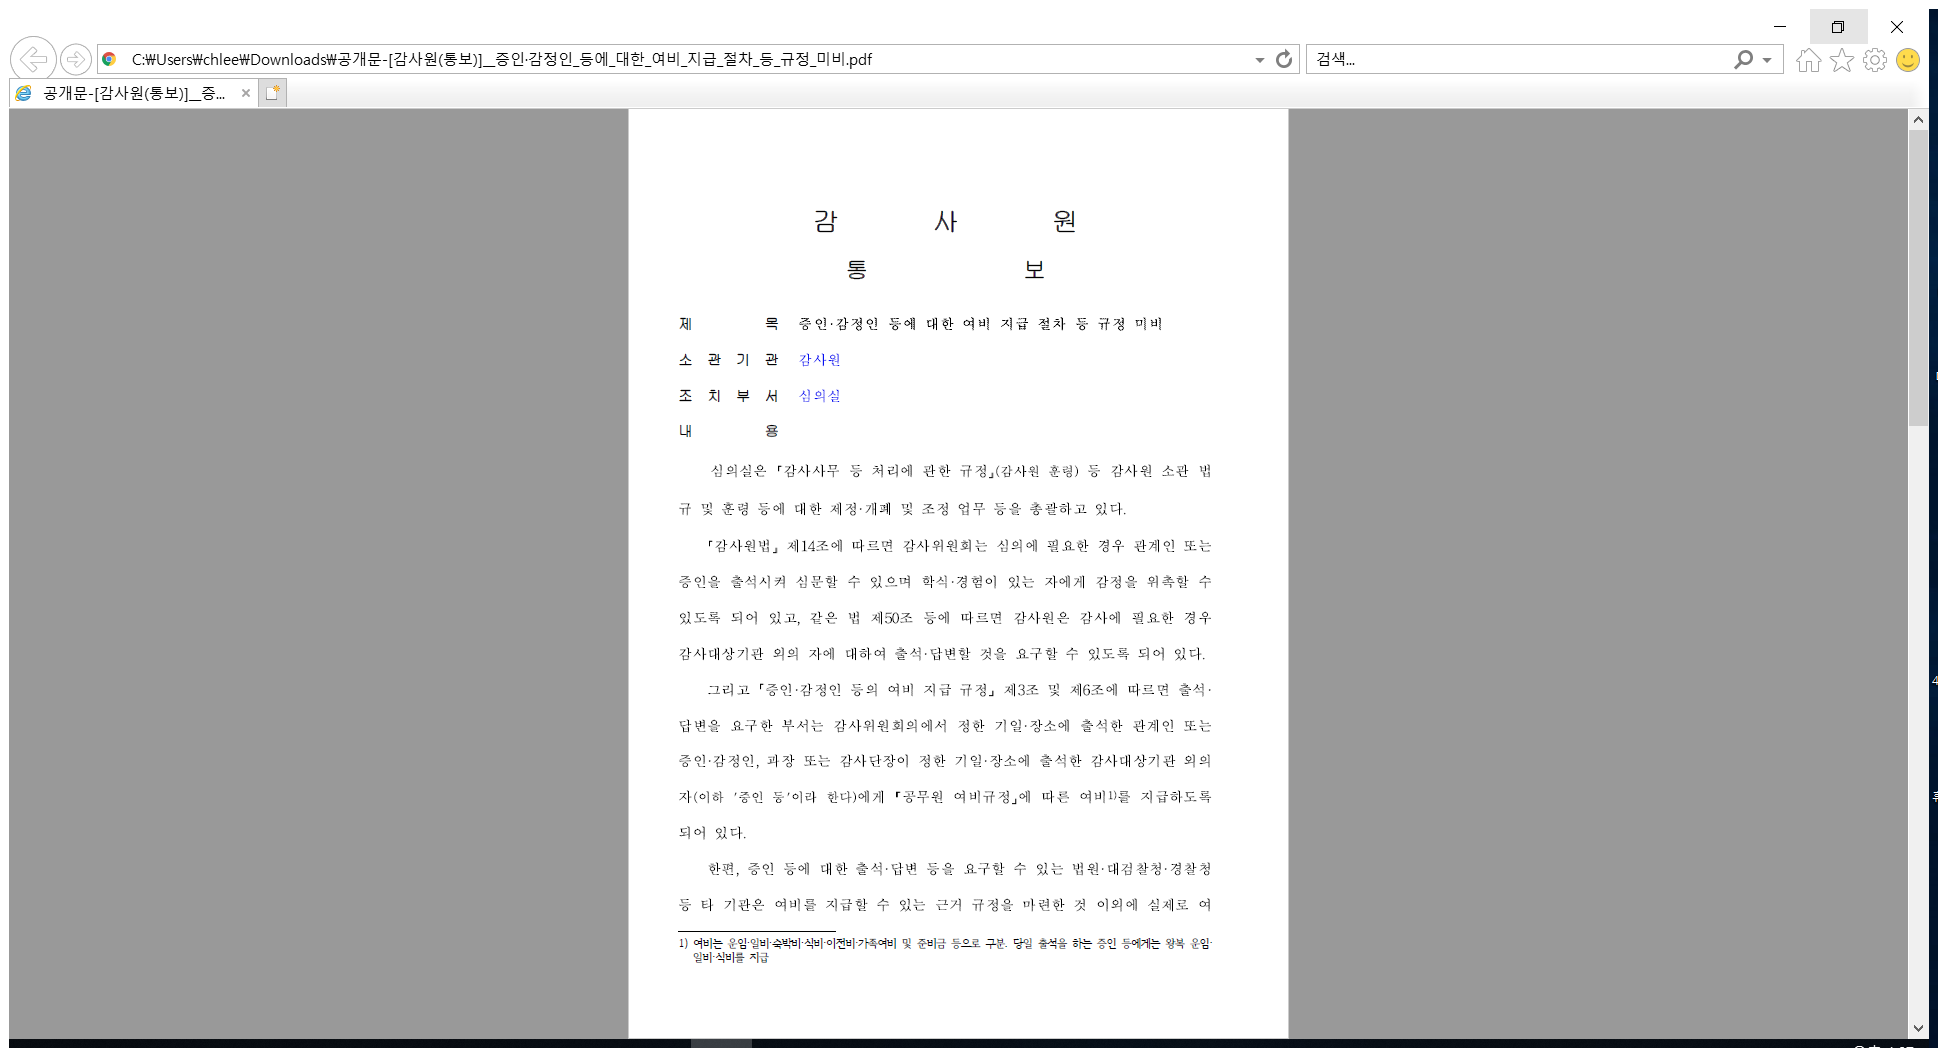 C:₩Users₩chlee₩Downloads₩공개문-[감사원(통보)]__증인·감정인_등에_대한_여비_지급_절차_등_규정_미비.pdf
검색...
공개문-[감사원(통보)]__증...
감 사 원
통 보
제 목 증인·감정인 등에 대한 여비 지급 절차 등 규정 미비
소 관 기 관 감사원
조 치 부 서 심의실
내 용
심의실은 「감사사무 등 처리에 관한 규정」(감사원 훈령) 등 감사원 소관 법
규 및 훈령 등에 대한 제정·개폐 및 조정 업무 등을 총괄하고 있다.
「감사원법」 제14조에 따르면 감사위원회는 심의에 필요한 경우 관계인 또는
증인을 출석시켜 심문할 수 있으며 학식·경험이 있는 자에게 감정을 위촉할 수
있도록 되어 있고, 같은 법 제50조 등에 따르면 감사원은 감사에 필요한 경우
감사대상기관 외의 자에 대하여 출석·답변할 것을 요구할 수 있도록 되어 있다.
그리고 「증인·감정인 등의 여비 지급 규정」 제3조 및 제6조에 따르면 출석·
답변을 요구한 부서는 감사위원회의에서 정한 기일·장소에 출석한 관계인 또는
증인·감정인, 과장 또는 감사단장이 정한 기일·장소에 출석한 감사대상기관 외의
자(이하 '증인 등'이라 한다)에게 「공무원 여비규정」에 따른 여비1)를 지급하도록
되어 있다.
한편, 증인 등에 대한 출석·답변 등을 요구할 수 있는 법원·대검찰청·경찰청
등 타 기관은 여비를 지급할 수 있는 근거 규정을 마련한 것 이외에 실제로 여
1) 여비는 운임·일비·숙박비·식비·이전비·가족여비 및 준비금 등으로 구분. 당일 출석을 하는 증인 등에게는 왕복 운임·
일비·식비를 지급